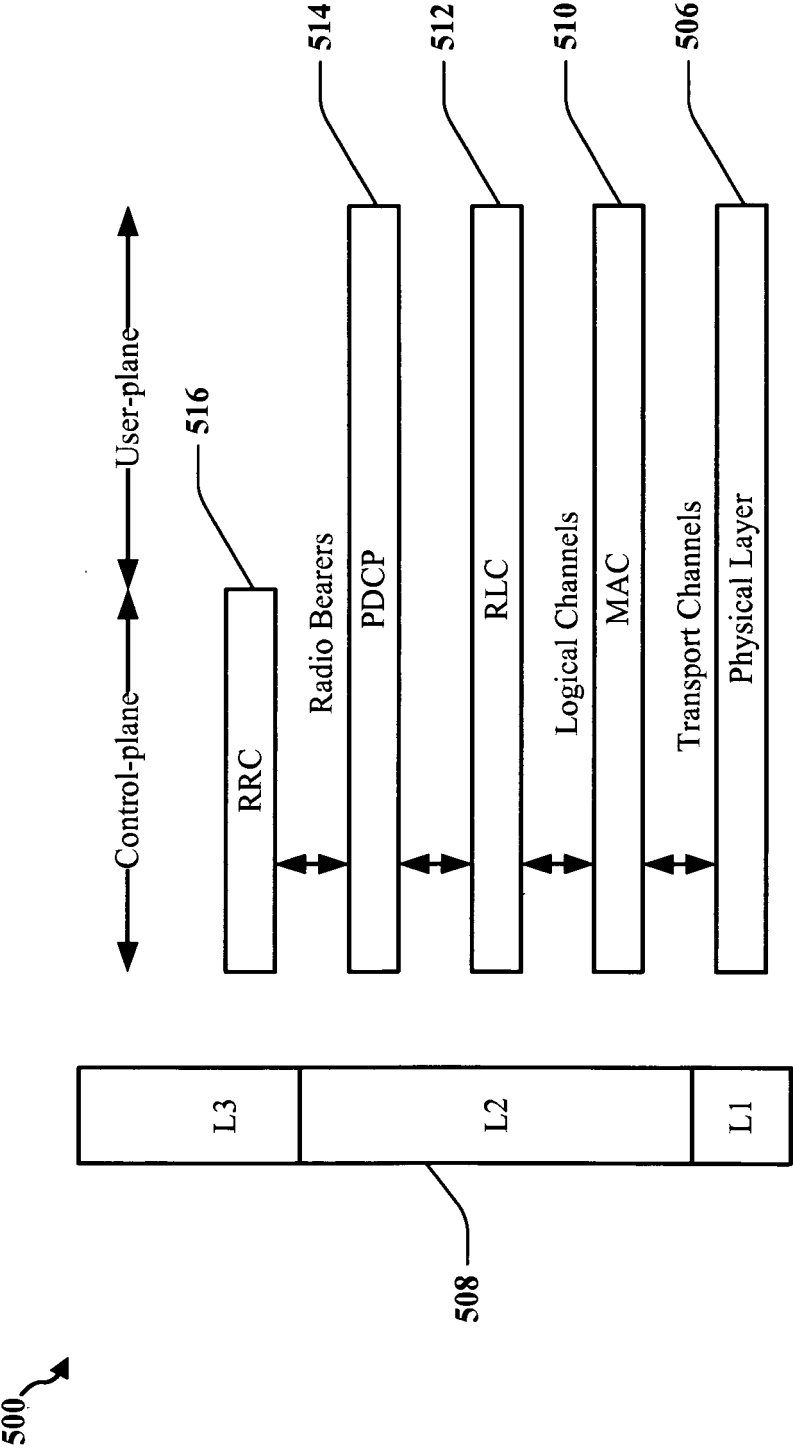 500
Control-plane
User-plane
516
RRC
L3
Radio Bearers
514
PDCP
512
RLC
L2
508
Logical Channels
510
MAC
Transport Channels
506
Physical Layer
L1